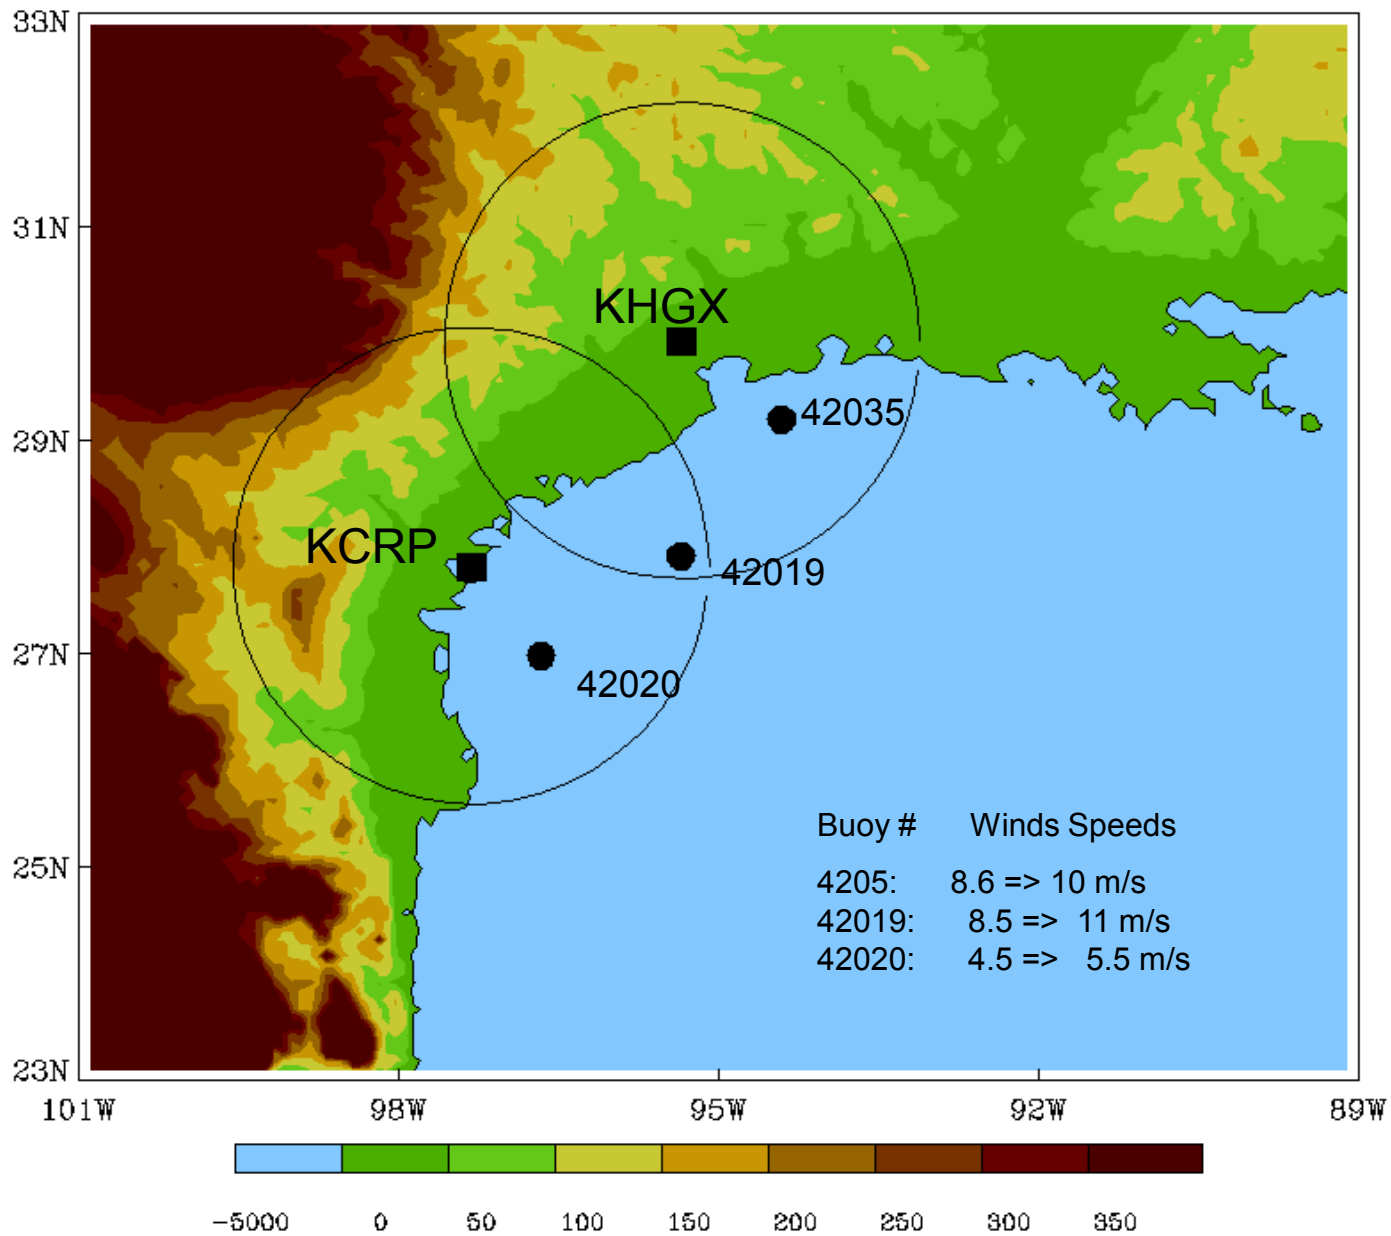 33N
31N
KHGX
42035
29N
KCRP
42019
27N
42020
Buoy # Winds Speeds
25N
4205: 8.6 => 10 m/s
42019: 8.5 => 11 m/s
42020: 4.5 => 5.5 m/s
23N
101W 98W 95W 92W 89W
-5000 0 50 100 150 200 250 300 350